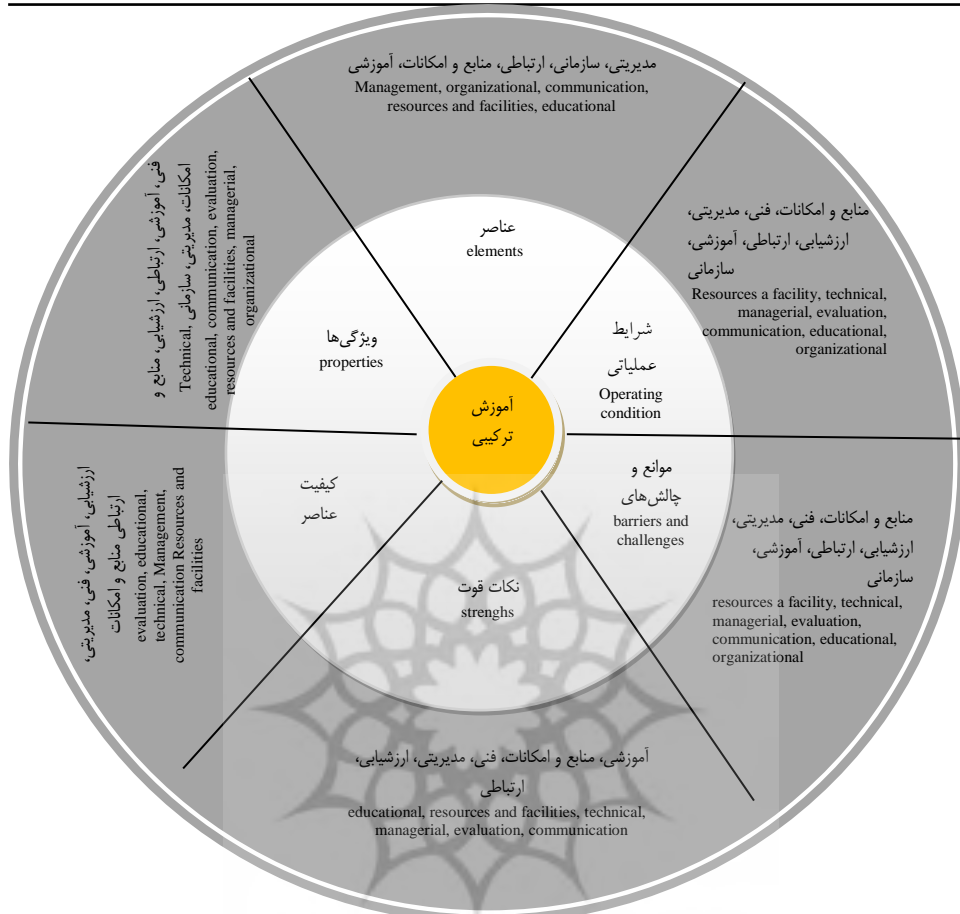 مدیریتی، سازمانی، ارتباطی، منابع و امکانات، آموزشی
Management, organizational, communication,
resources and facilities, educational
منابع و امکانات، فنی، مدیریتی،
ارزشیابی، ارتباطی، آموزشی،
سازمانی
Resources a facility, technical,
managerial, evaluation,
communication, educational,
organizational
منابع و امکانات، فنی، مدیریتی،
ارزشیابی، ارتباطی، آموزشی،
سازمانی
resources a facility, technical,
managerial, evaluation,
communication, educational,
organizational
آموزشی، منابع و امکانات، فنی، مدیریتی، ارزشیابی،
ارتباطی
educational, resources and facilities, technical,
managerial, evaluation, communication
ارزشیابی، آموزشی، فنی، مدیریتی،
ارتباطی منابع و امکانات
evaluation, educational,
technical, Management,
communication Resources and
facilities
فنی، آموزشی، ارتباطی، ارزشیابی، منابع و
امکانات، مدیریتی، سازمانی
Technical,
educational, communication, evaluation,
resources and facilities, managerial,
organizational
عناصر
elements
شرایط
عملیاتی
Operating
condition
موانع و
چالش‌های
barriers and
challenges
نکات قوت
strenghs
کیفیت
عناصر
ویژگی‌ها
properties
آموزش
ترکیبی